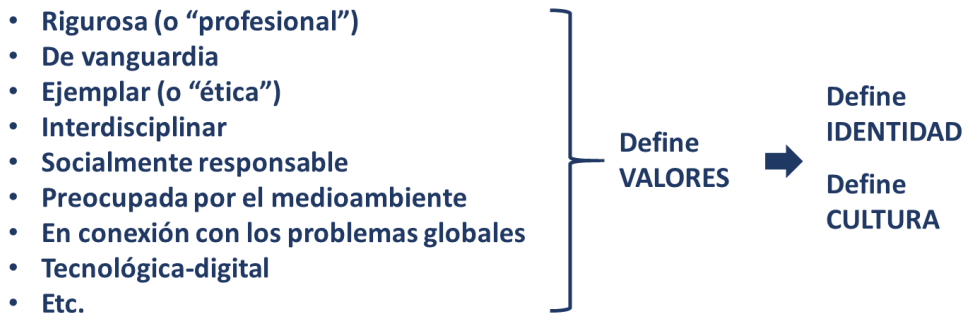 • Rigurosa (o “profesional”)
• De vanguardia
• Ejemplar (o “ética”)
• Interdisciplinar
• Socialmente responsable
• Preocupada por el medioambiente
• En conexión con los problemas globales
• Tecnológica-digital
• Etc.
Define
VALORES
Define
IDENTIDAD
Define
CULTURA